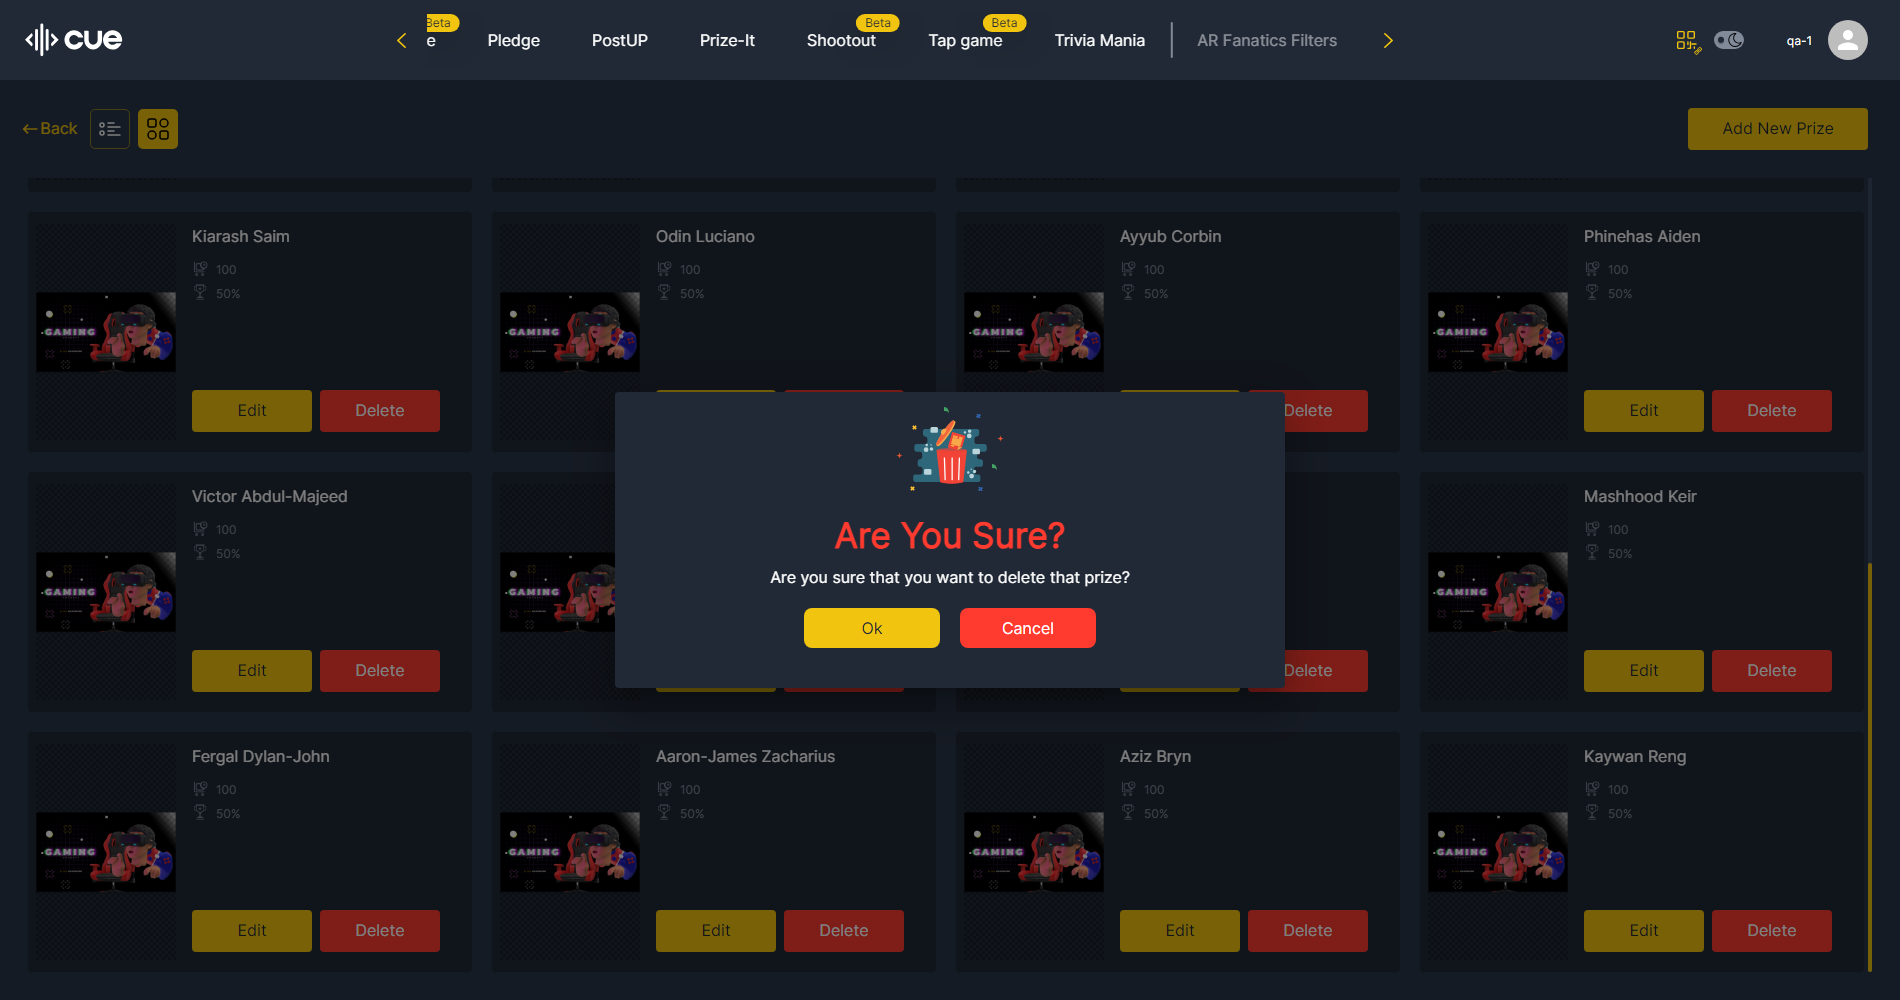 cue
Beta
e
Pledge
PostUP
Prize-It
Beta
Shootout
Beta
Tap game
Trivia Mania
AR Fanatics Filters
qa-1
Back
Add New Prize
Kiarash Saim
100
50%
GAMING
Edit
Delete
Odin Luciano
100
50%
GAMING
Ayyub Corbin
100
50%
GAMING
Delete
Phinehas Aiden
100
50%
GAMING
Edit
Delete
Are You Sure?
Are you sure that you want to delete that prize?
Ok
Cancel
Victor Abdul-Majeed
100
50%
GAMING
Edit
Delete
GAMING
Delete
Mashhood Keir
100
50%
GAMING
Edit
Delete
Fergal Dylan-John
100
50%
GAMING
Edit
Delete
Aaron-James Zacharius
100
50%
GAMING
Edit
Delete
Aziz Bryn
100
50%
GAMING
Edit
Delete
Kaywan Reng
100
50%
GAMING
Edit
Delete